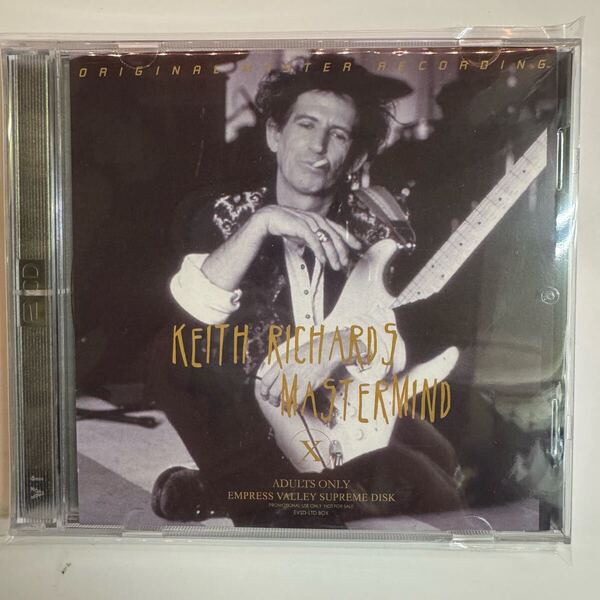 ORIGINAL MASTER RECORDING
KEITH RICHARDS
MASTERMIND
X
ADULTS ONLY
EMPRESS VALLEY SUPREME DISK
PROMOTIONAL USE ONLY NOT FOR SALE
EVSD-LTD BOX